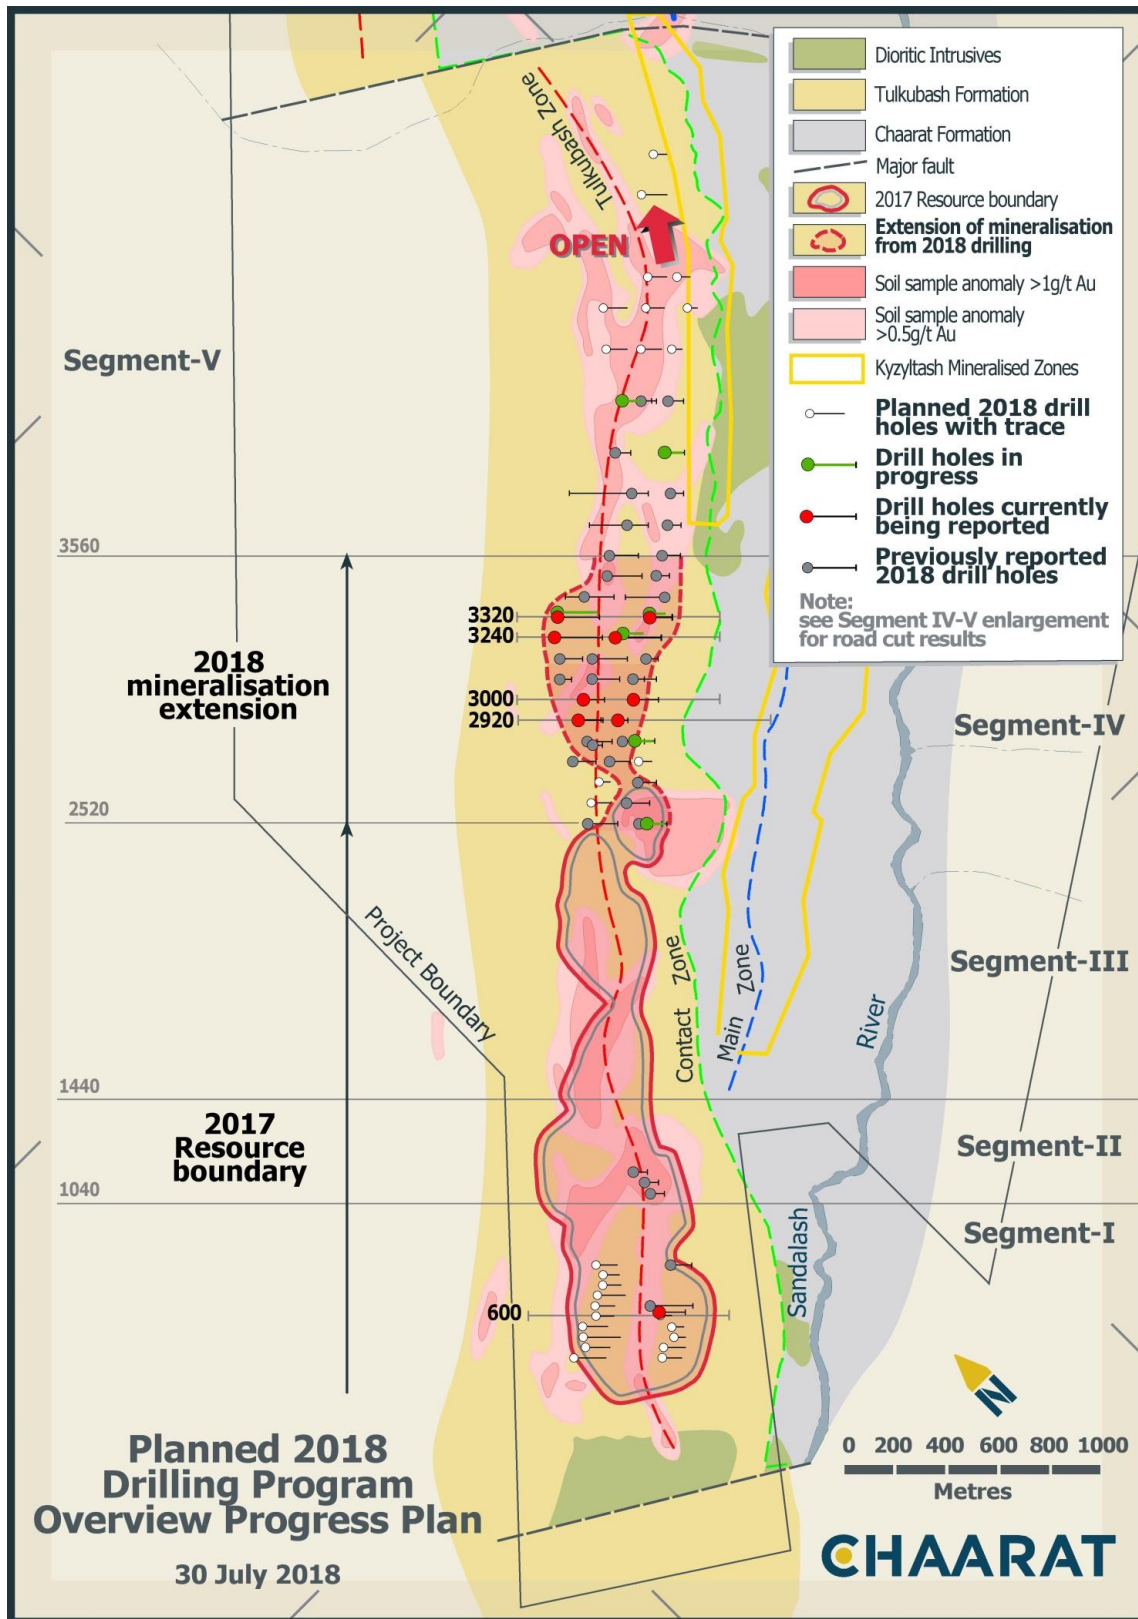 Dioritic Intrusives
Tulkubash Formation
Chaarat Formation
Major fault
2017 Resource boundary
Extension of mineralisation
from 2018 drilling
Soil sample anomaly >1g/t Au
Soil sample anomaly
>0.5g/t Au
Kyzyltash Mineralised Zones
Planned 2018 drill
holes with trace
Drill holes in
progress
Drill holes currently
being reported
Previously reported
2018 drill holes
Note:
see Segment IV-V enlargement
for road cut results
Tulkubash Zone
OPEN
Segment-V
3560
3320
3240
2018
mineralisation
extension
3000
2920
Segment-IV
2520
Project Boundary
Contact Zone
Main Zone
River
Segment-III
1440
2017
Resource
boundary
Segment-II
1040
Segment-I
Sandalash
600
N
Planned 2018
Drilling Program
Overview Progress Plan
30 July 2018
0 200 400 600 800 1000
Metres
CHAARAT